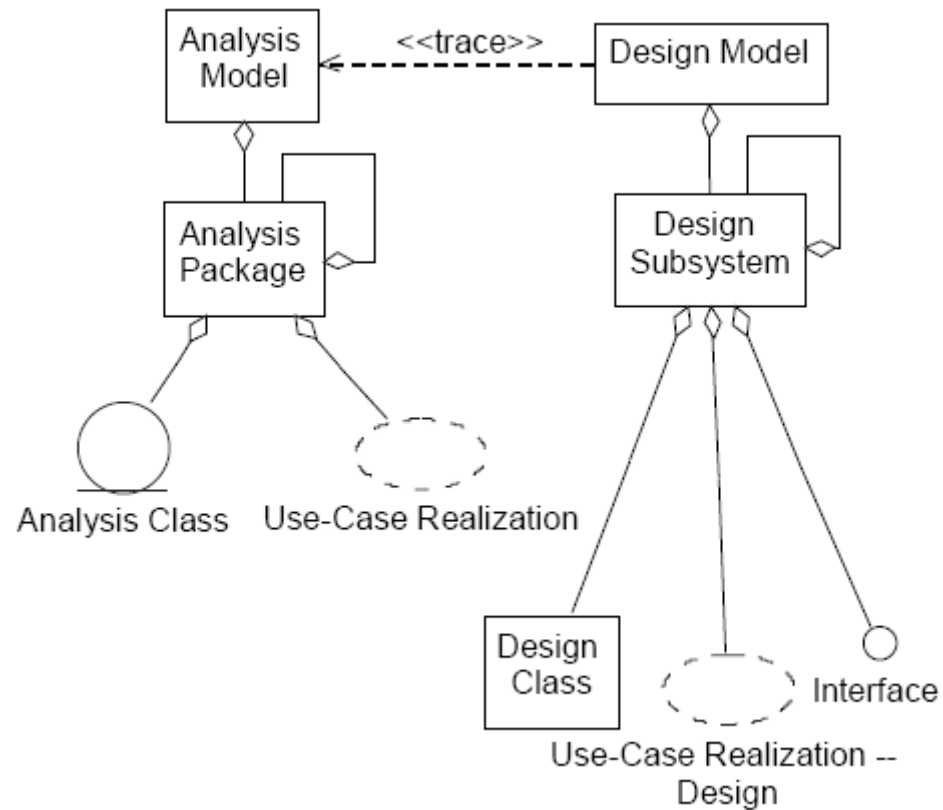 Analysis
Model
<<trace>>
Design Model
Analysis
Package
Design
Subsystem
Analysis Class
Use-Case Realization
Design
Class
Interface
Use-Case Realization --
Design